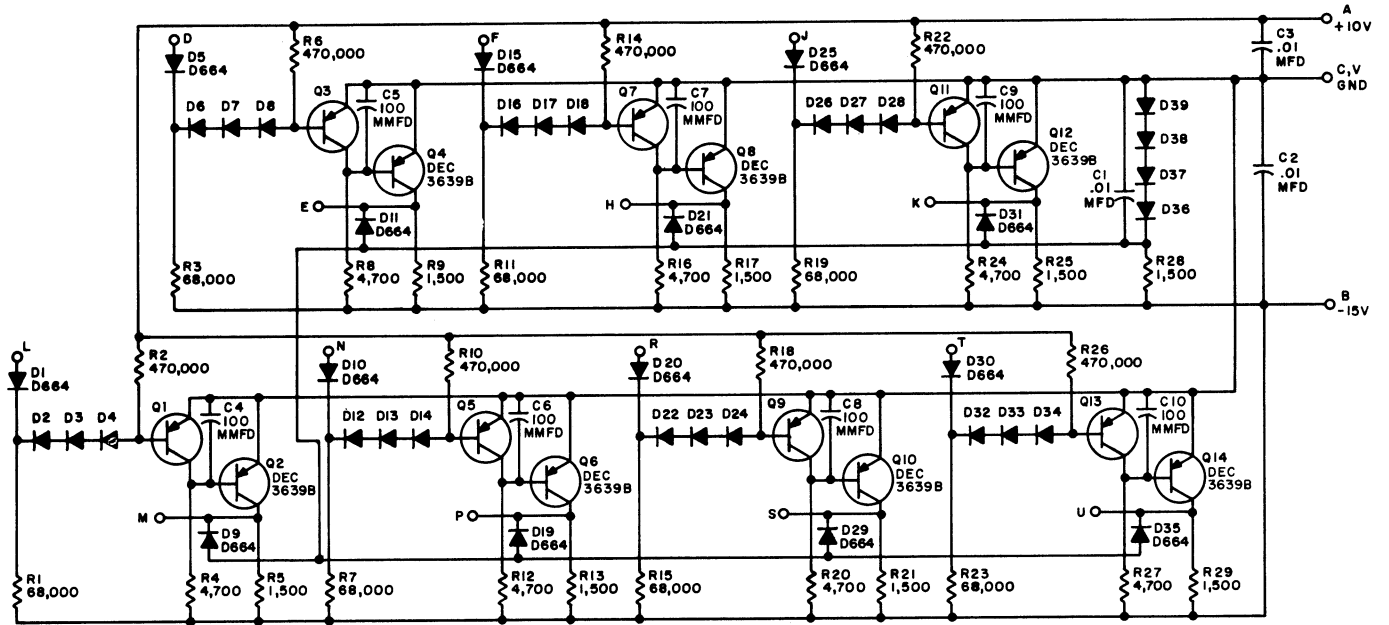 A
+10V
C3
.01
MFD
C,V
GND
D
D5
D664
R6
470,000
F
D15
D664
R14
470,000
J
D25
D664
R22
470,000
D6 D7 D8
Q3
C5
100
MMFD
D16 D17 D18
Q7
C7
100
MMFD
D26 D27 D28
Q11
C9
100
MMFD
D39
D38
D37
D36
Q4
DEC
3639B
Q8
DEC
3639B
Q12
DEC
3639B
C1
.01
MFD
C2
.01
MFD
E
D11
D664
H
D21
D664
K
D31
D664
R3
68,000
R8
4,700
R9
1,500
R11
68,000
R16
4,700
R17
1,500
R19
68,000
R24
4,700
R25
1,500
R28
1,500
B
-15V
L
D1
D664
R2
470,000
N
D10
D664
R10
470,000
R
D20
D664
R18
470,000
T
D30
D664
R26
470,000
D2 D3 D4
Q1
C4
100
MMFD
D12 D13 D14
Q5
C6
100
MMFD
D22 D23 D24
Q9
C8
100
MMFD
D32 D33 D34
Q13
C10
100
MMFD
Q2
DEC
3639B
Q6
DEC
3639B
Q10
DEC
3639B
Q14
DEC
3639B
M
D9
D664
P
D19
D664
S
D29
D664
U
D35
D664
R1
68,000
R4
4,700
R5
1,500
R7
68,000
R12
4,700
R13
1,500
R15
68,000
R20
4,700
R21
1,500
R23
68,000
R27
4,700
R29
1,500